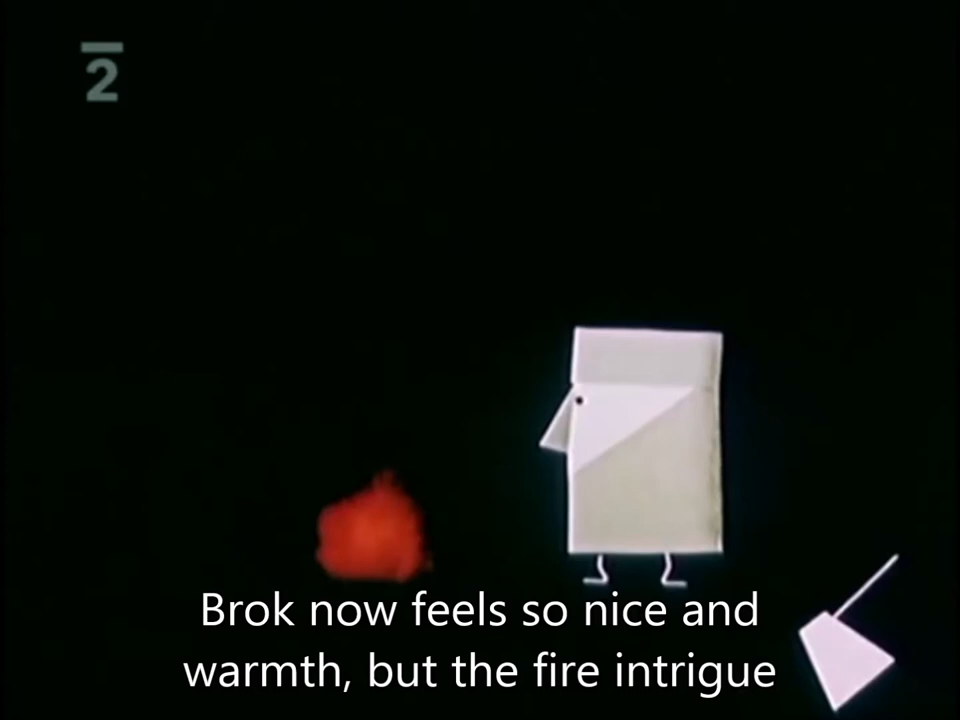 2
Brok now feels so nice and
warmth, but the fire intrigue